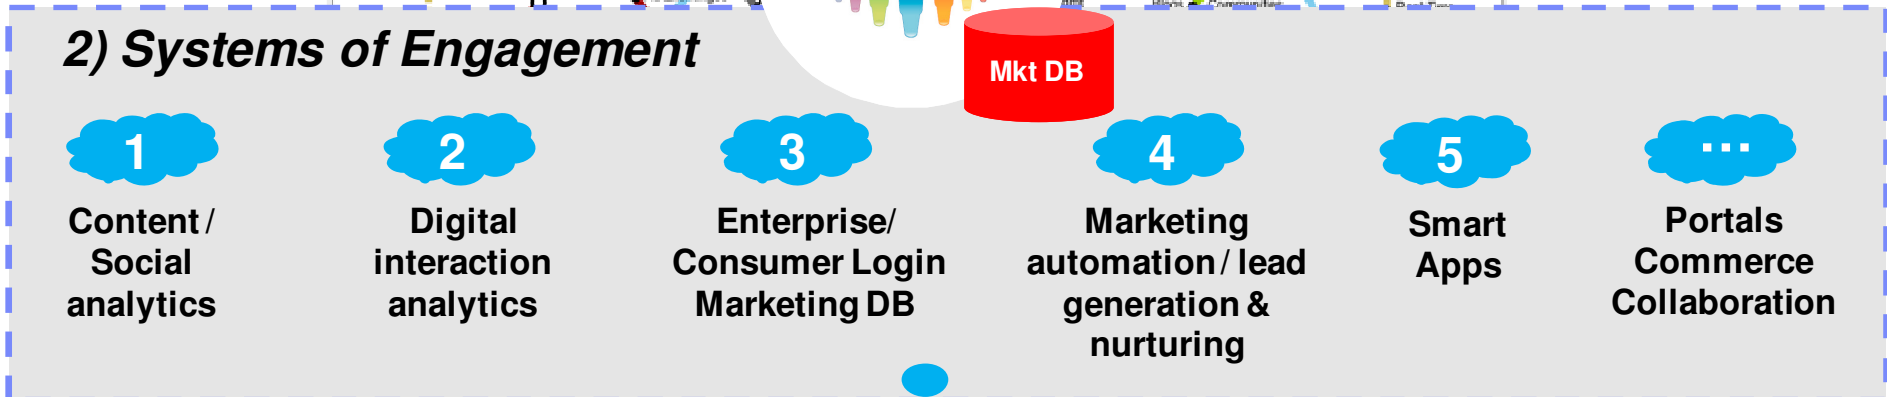 2) Systems of Engagement
Mkt DB
1
2
3
4
5
...
Content /
Social
analytics
Digital
interaction
analytics
Enterprise/
Consumer Login
Marketing DB
Marketing
automation / lead
generation &
nurturing
Smart
Apps
Portals
Commerce
Collaboration